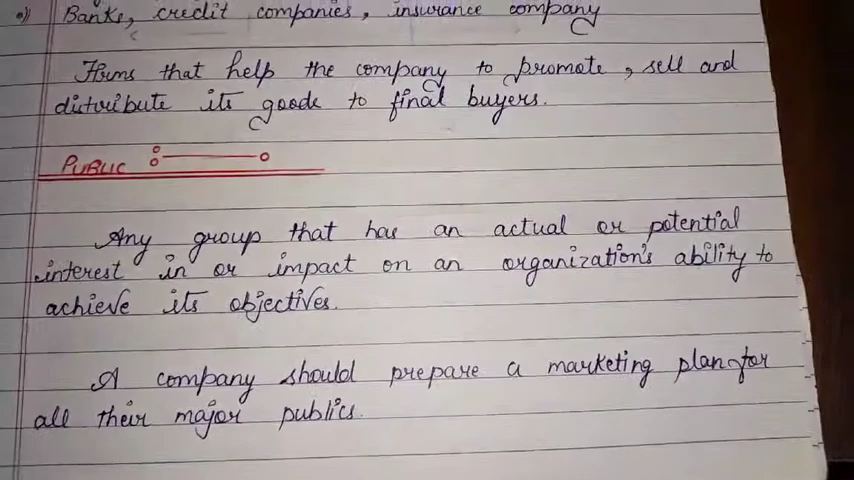 Banks, credit companies, insurance company
Firms that help the company to promote, sell and
distribute its goods to final buyers.
PUBLIC
Any group that has an actual or potential
interest in or impact on an organization's ability to
achieve its objectives.
A company should prepare a marketing plan for
all their major publics.